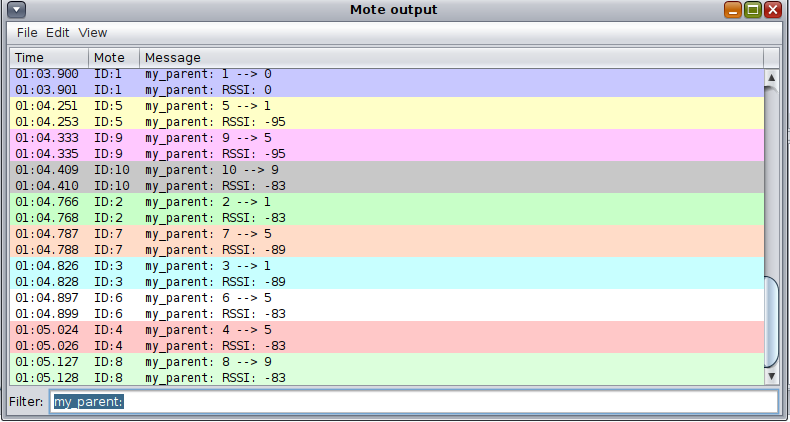 Mote output
File Edit View
Time Mote Message
01:03.900 ID:1 my_parent: 1 --> 0
01:03.901 ID:1 my_parent: RSSI: 0
01:04.251 ID:5 my_parent: 5 --> 1
01:04.253 ID:5 my_parent: RSSI: -95
01:04.333 ID:9 my_parent: 9 --> 5
01:04.335 ID:9 my_parent: RSSI: -95
01:04.409 ID:10 my_parent: 10 --> 9
01:04.410 ID:10 my_parent: RSSI: -83
01:04.766 ID:2 my_parent: 2 --> 1
01:04.768 ID:2 my_parent: RSSI: -83
01:04.787 ID:7 my_parent: 7 --> 5
01:04.788 ID:7 my_parent: RSSI: -89
01:04.826 ID:3 my_parent: 3 --> 1
01:04.828 ID:3 my_parent: RSSI: -89
01:04.897 ID:6 my_parent: 6 --> 5
01:04.899 ID:6 my_parent: RSSI: -83
01:05.024 ID:4 my_parent: 4 --> 5
01:05.026 ID:4 my_parent: RSSI: -83
01:05.127 ID:8 my_parent: 8 --> 9
01:05.128 ID:8 my_parent: RSSI: -83
Filter: my_parent: